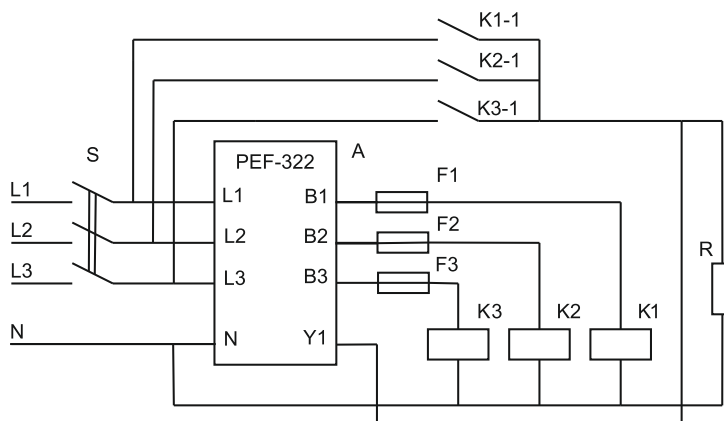 K1-1
K2-1
K3-1
S
PEF-322
A
L1
L1
B1
F1
L2
L2
B2
F2
L3
L3
B3
F3
R
N
N
Y1
K3
K2
K1